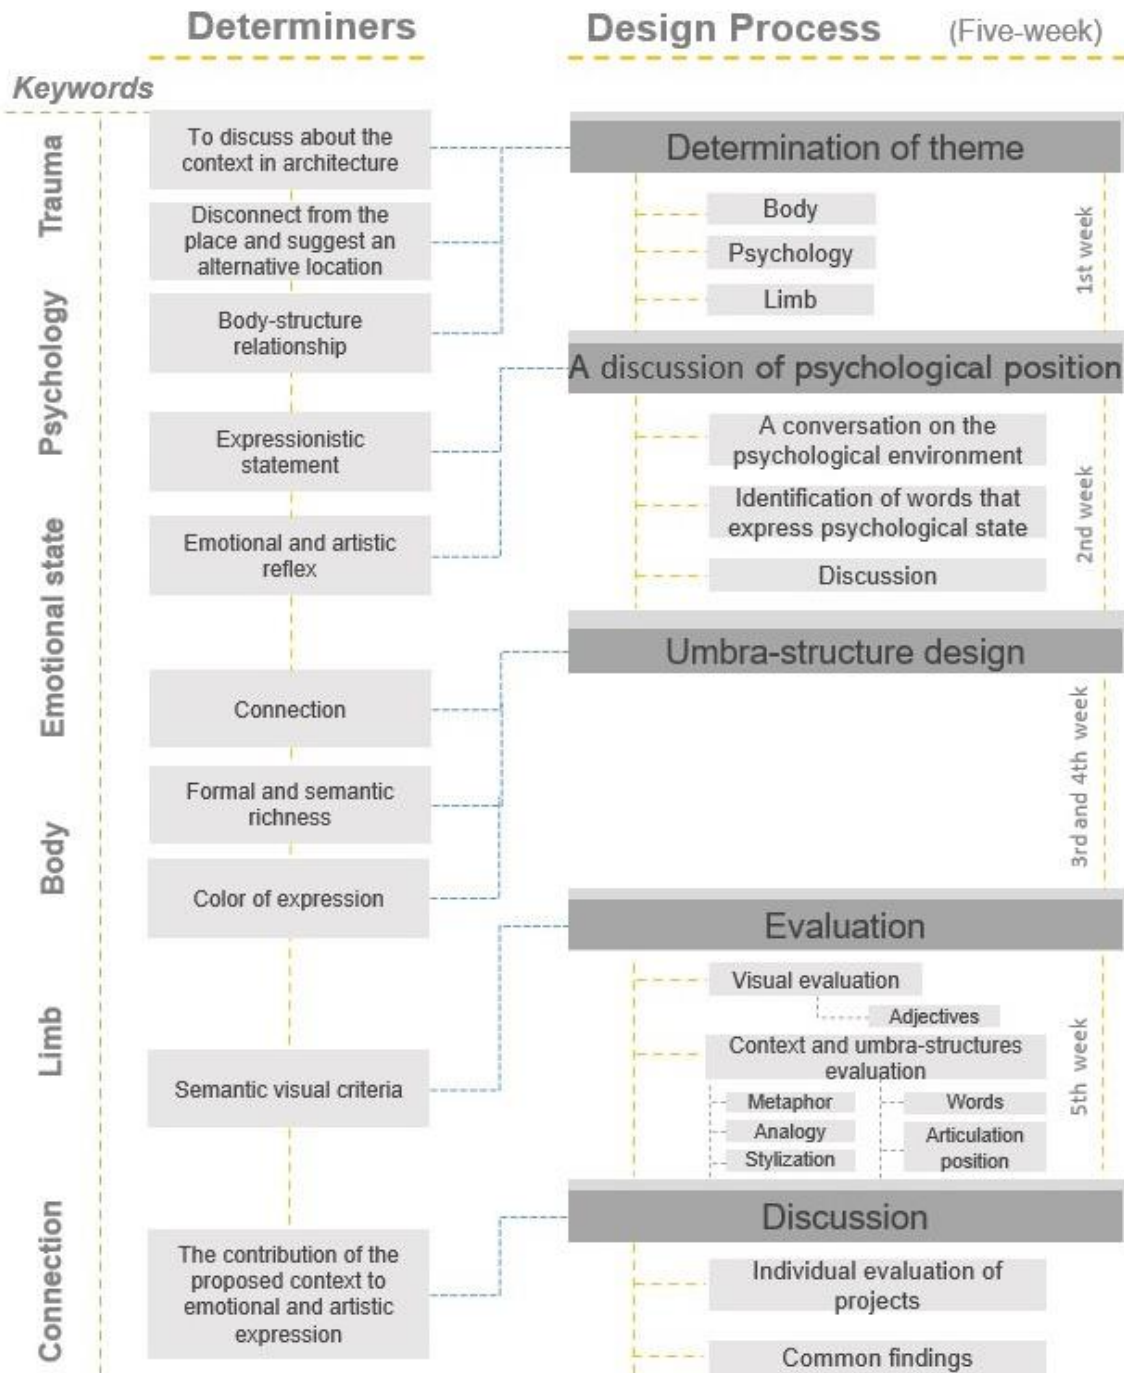 Determiners
Design Process (Five-week)
Keywords
Trauma
Psychology
Emotional state
Body
Limb
Connection
To discuss about the
context in architecture
Disconnect from the
place and suggest an
alternative location
Body-structure
relationship
Expressionistic
statement
Emotional and artistic
reflex
Connection
Formal and semantic
richness
Color of expression
Semantic visual criteria
The contribution of the
proposed context to
emotional and artistic
expression
Determination of theme
Body
Psychology
Limb
1st week
A discussion of psychological position
A conversation on the
psychological environment
Identification of words that
express psychological state
Discussion
2nd week
Umbra-structure design
3rd and 4th week
Evaluation
Visual evaluation
Adjectives
Context and umbra-structures
evaluation
Metaphor
Analogy
Stylization
Words
Articulation
position
5th week
Discussion
Individual evaluation of
projects
Common findings